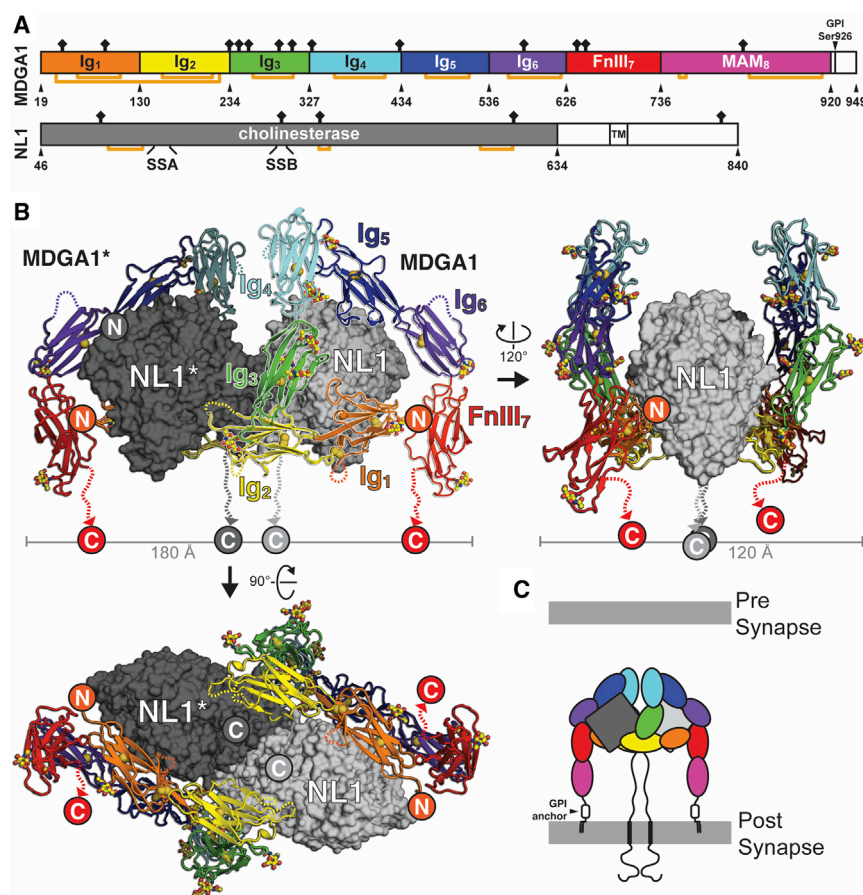 A
GPI
Ser926
MDGA1
Ig1 Ig2 Ig3 Ig4 Ig5 Ig6 FnIII7 MAM8
19 130 234 327 434 536 626 736 920 949
NL1
cholinesterase TM
SSA SSB
46 634 840
B
MDGA1* Ig5 MDGA1
Ig4
Ig6
N
NL1* Ig3 NL1
N N FnIII7
Ig2 Ig1
C C C C
180 Å
120°
NL1
N
C C C
120 Å
90°
N NL1* C C
C NL1 N
C
C
Pre
Synapse
GPI
anchor
Post
Synapse